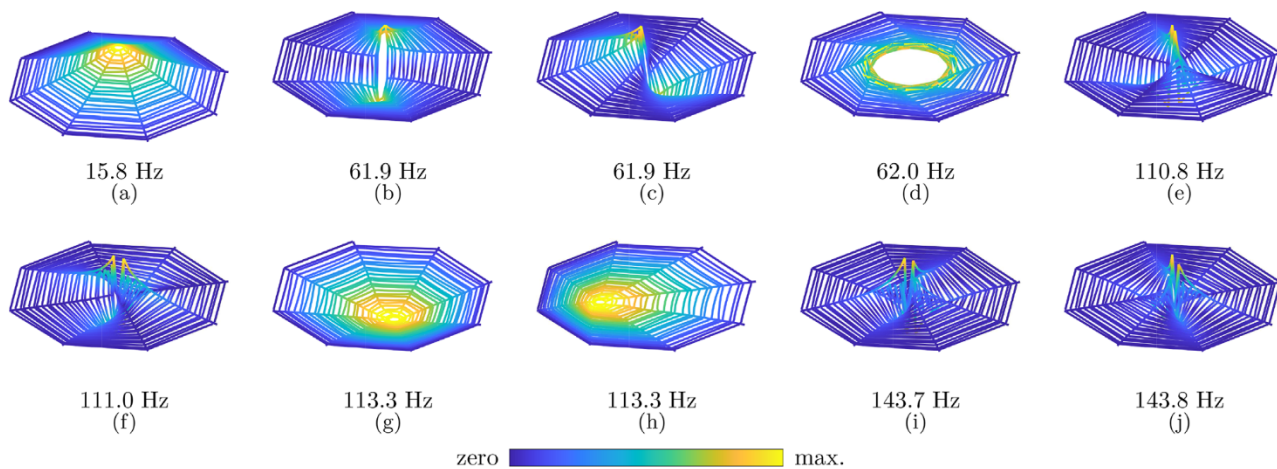 15.8 Hz 61.9 Hz 61.9 Hz 62.0 Hz 110.8 Hz
(a) (b) (c) (d) (e)
111.0 Hz 113.3 Hz 113.3 Hz 143.7 Hz 143.8 Hz
(f) (g) (h) (i) (j)
zero max.